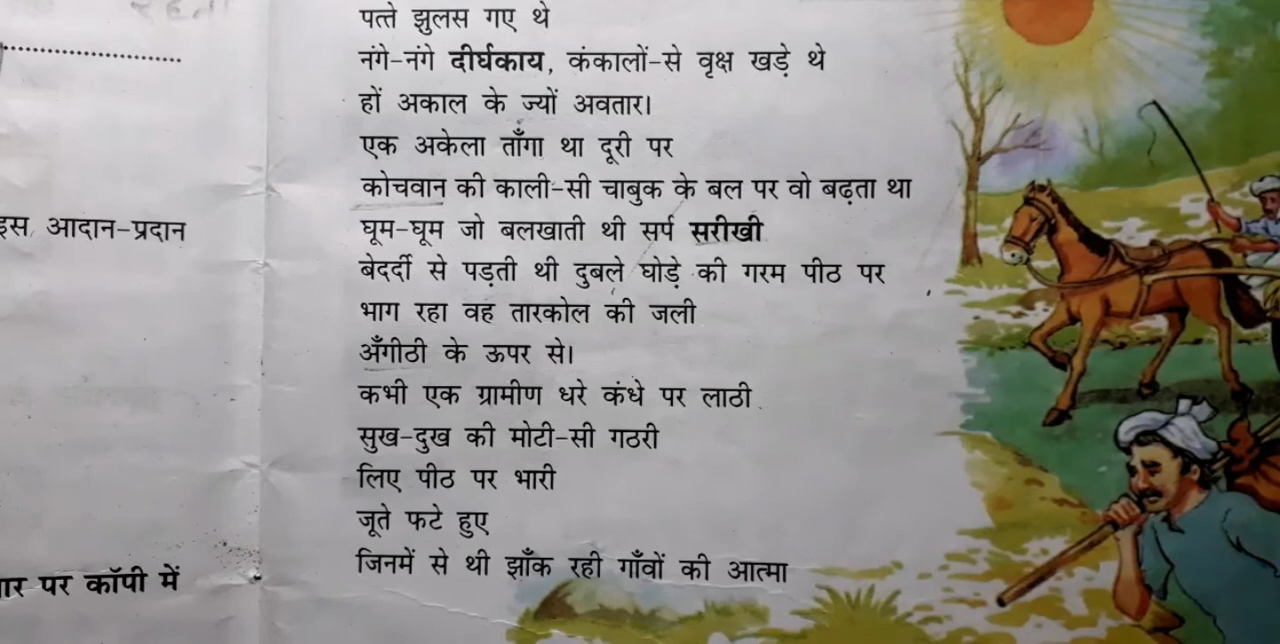 पत्ते झुलस गए थे
नंगे-नंगे दीर्घकाय, कंकालों-से वृक्ष खड़े थे
हों अकाल के ज्यों अवतार।
एक अकेला ताँगा था दूरी पर
कोचवान की काली-सी चाबुक के बल पर वो बढ़ता था
इस आदान-प्रदान
घूम-घूम जो बलखाती थी सर्प सरीखी
बेदर्दी से पड़ती थी दुबले घोड़े की गरम पीठ पर
भाग रहा वह तारकोल की जली
अँगीठी के ऊपर से।
कभी एक ग्रामीण धरे कंधे पर लाठी
सुख-दुख की मोटी-सी गठरी
लिए पीठ पर भारी
जूते फटे हुए
जिनमें से थी झाँक रही गाँवों की आत्मा
पर कॉपी में